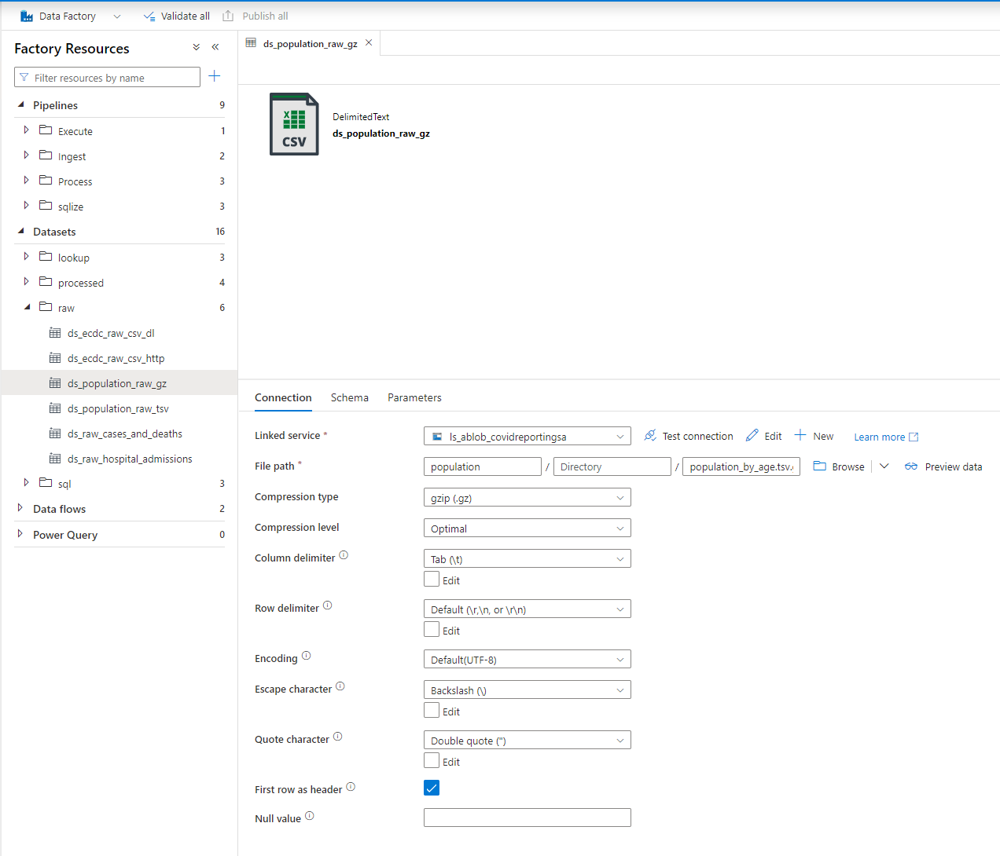 Data Factory
Validate all
Publish all
Factory Resources
Filter resources by name
Pipelines 9
Execute 1
Ingest 2
Process 3
sqlize 3
Datasets 16
lookup 3
processed 4
raw 6
ds_ecdc_raw_csv_dl
ds_ecdc_raw_csv_http
ds_population_raw_gz
ds_population_raw_tsv
ds_raw_cases_and_deaths
ds_raw_hospital_admissions
sql 3
Data flows 2
Power Query 0
ds_population_raw_gz
CSV
DelimitedText
ds_population_raw_gz
Connection Schema Parameters
Linked service * ls_ablob_covidreportingsa Test connection Edit New Learn more
File path * population / Directory / population_by_age.tsv. Browse Preview data
Compression type gzip (.gz)
Compression level Optimal
Column delimiter Tab (\t)
Edit
Row delimiter Default (\r,\n, or \r\n)
Edit
Encoding Default(UTF-8)
Escape character Backslash (\)
Edit
Quote character Double quote (")
Edit
First row as header
Null value